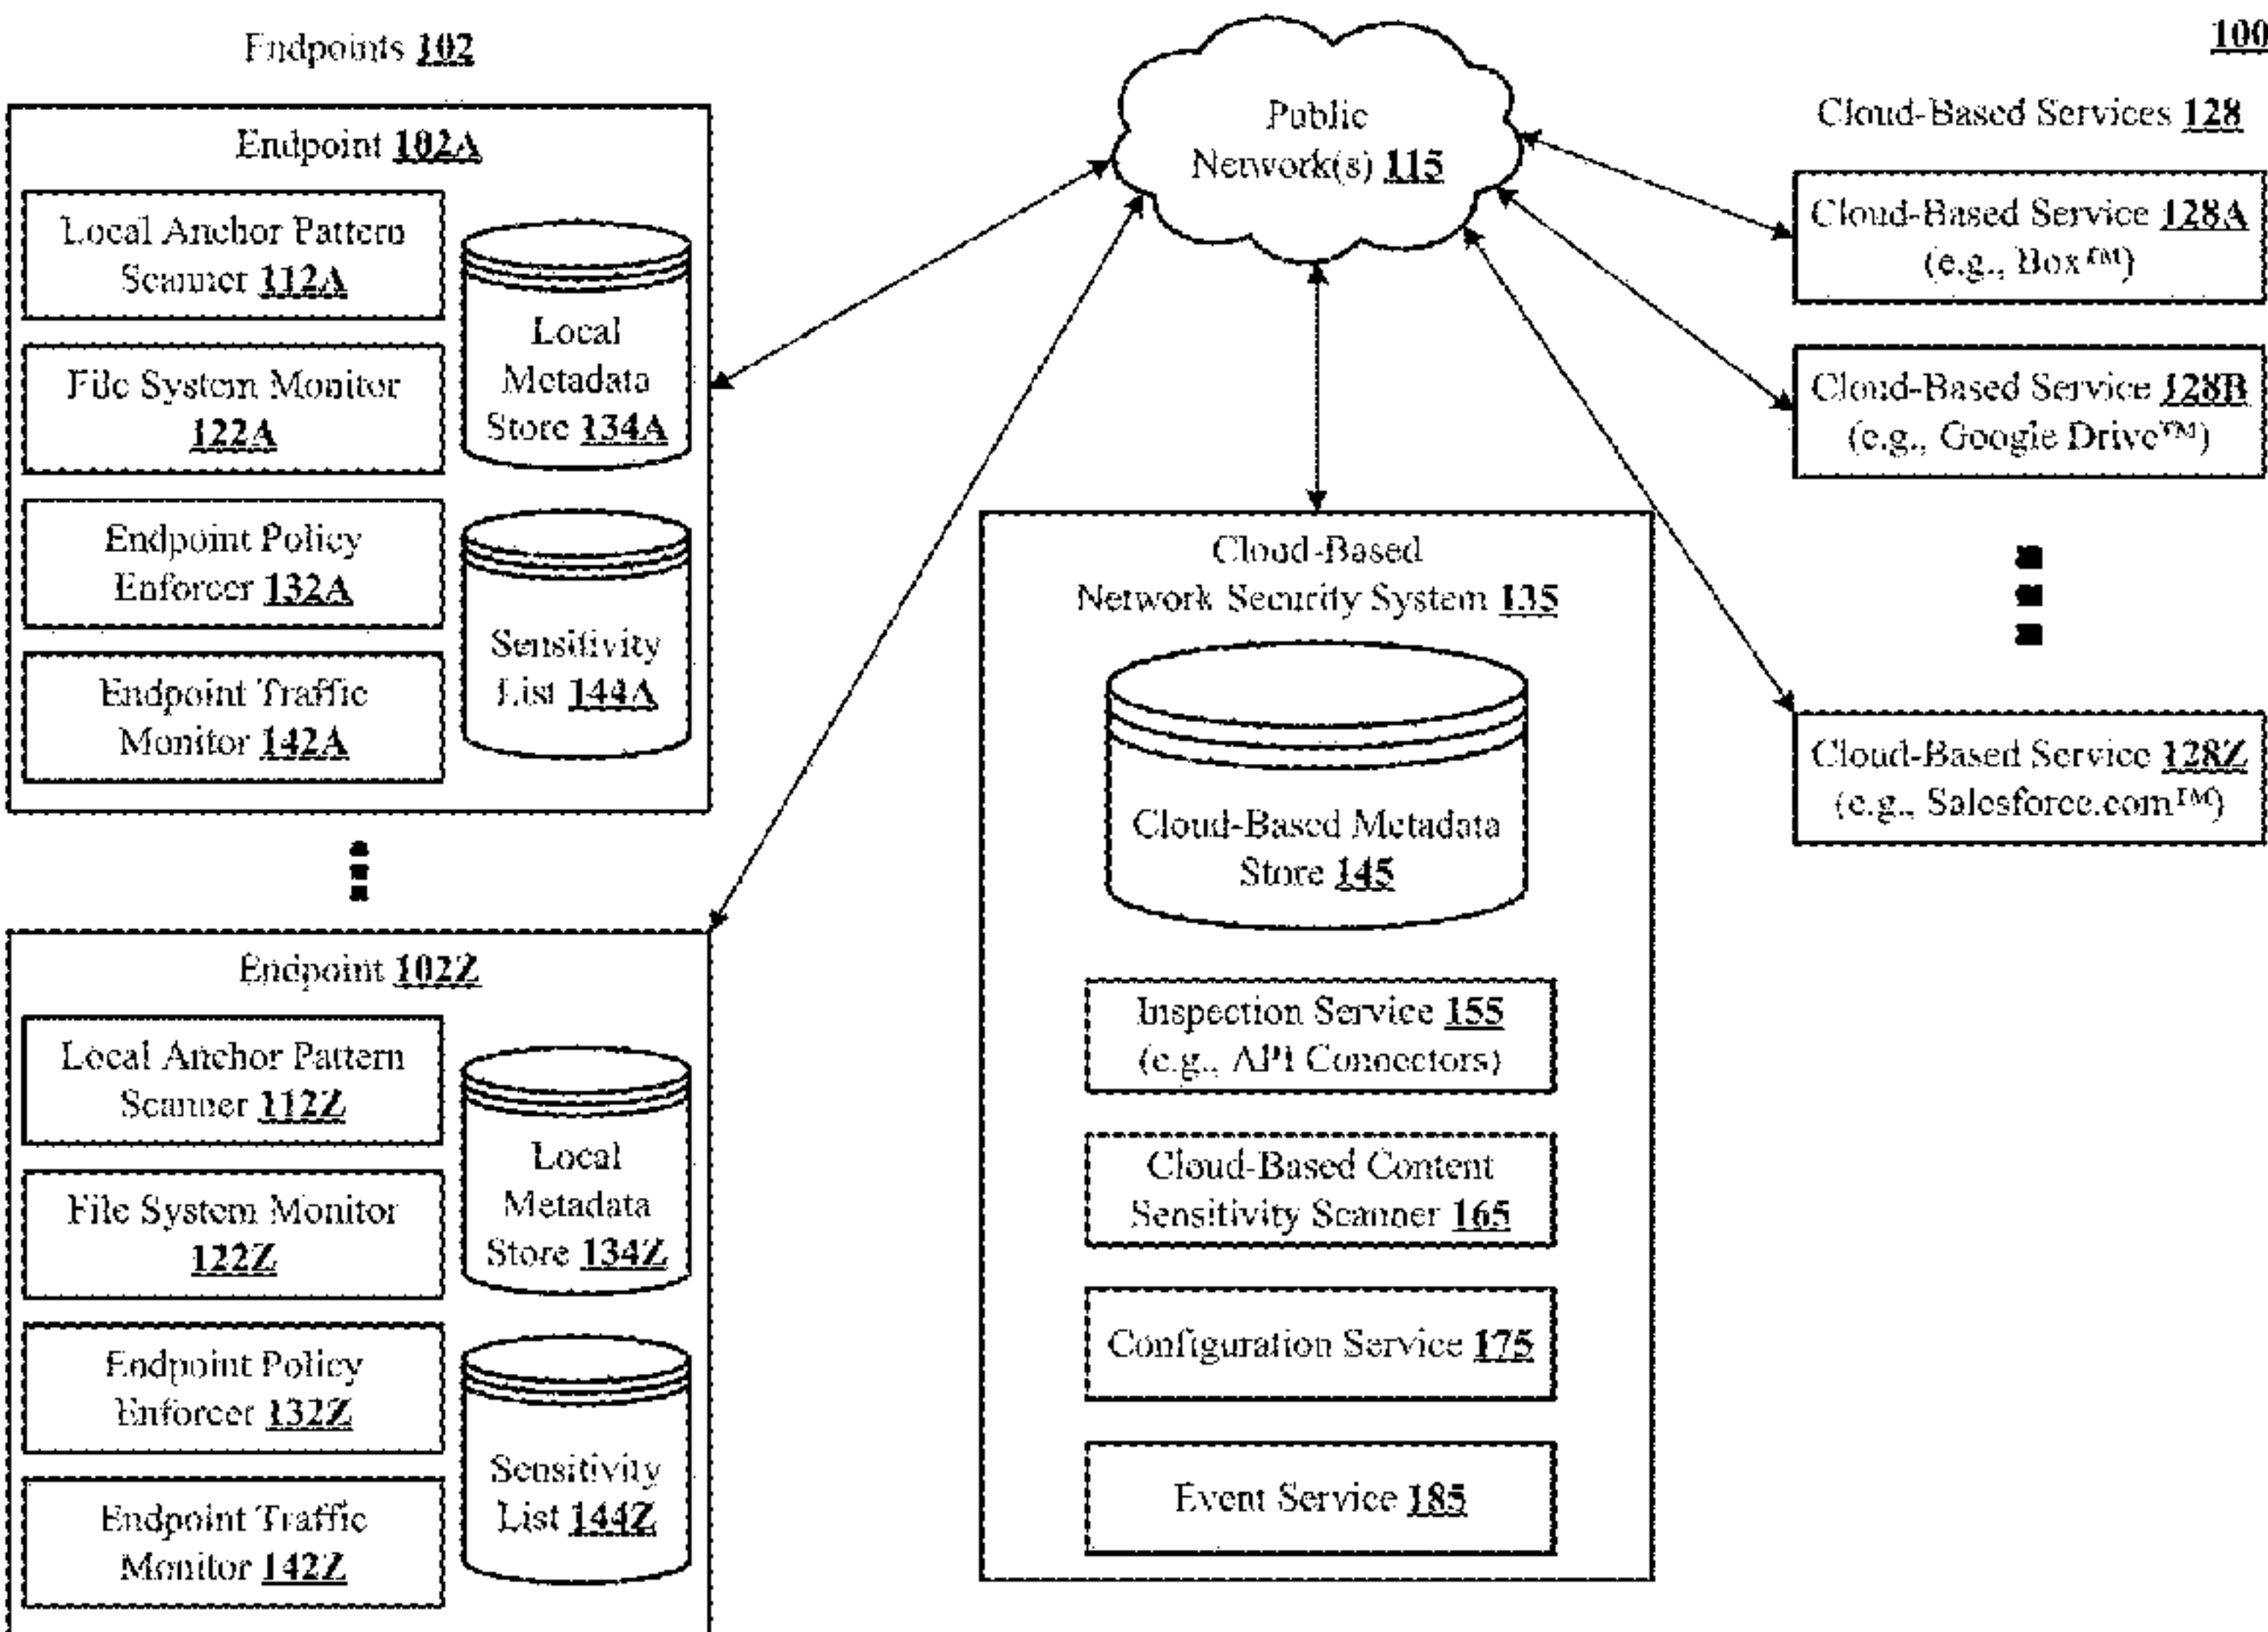 100
Endpoints 102
Endpoint 102A
Local Anchor Pattern
Scanner 112A
File System Monitor
122A
Endpoint Policy
Enforcer 132A
Endpoint Traffic
Monitor 142A
Local
Metadata
Store 134A
Sensitivity
List 144A
Endpoint 102Z
Local Anchor Pattern
Scanner 112Z
File System Monitor
122Z
Endpoint Policy
Enforcer 132Z
Endpoint Traffic
Monitor 142Z
Local
Metadata
Store 134Z
Sensitivity
List 144Z
Public
Network(s) 115
Cloud-Based
Network Security System 135
Cloud-Based Metadata
Store 145
Inspection Service 155
(e.g., API Connectors)
Cloud-Based Content
Sensitivity Scanner 165
Configuration Service 175
Event Service 185
Cloud-Based Services 128
Cloud-Based Service 128A
(e.g., Box™)
Cloud-Based Service 128B
(e.g., Google Drive™)
Cloud-Based Service 128Z
(e.g., Salesforce.com™)